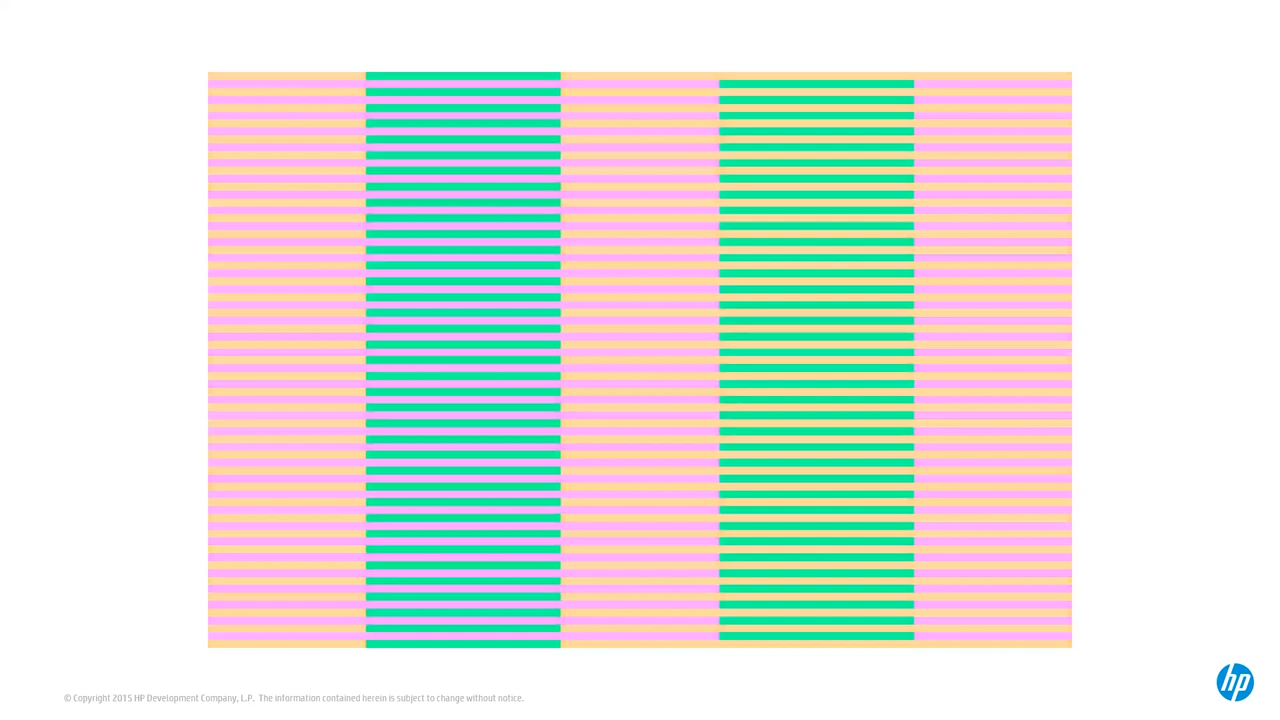 © Copyright 2015 HP Development Company, L.P. The information contained herein is subject to change without notice.
hp